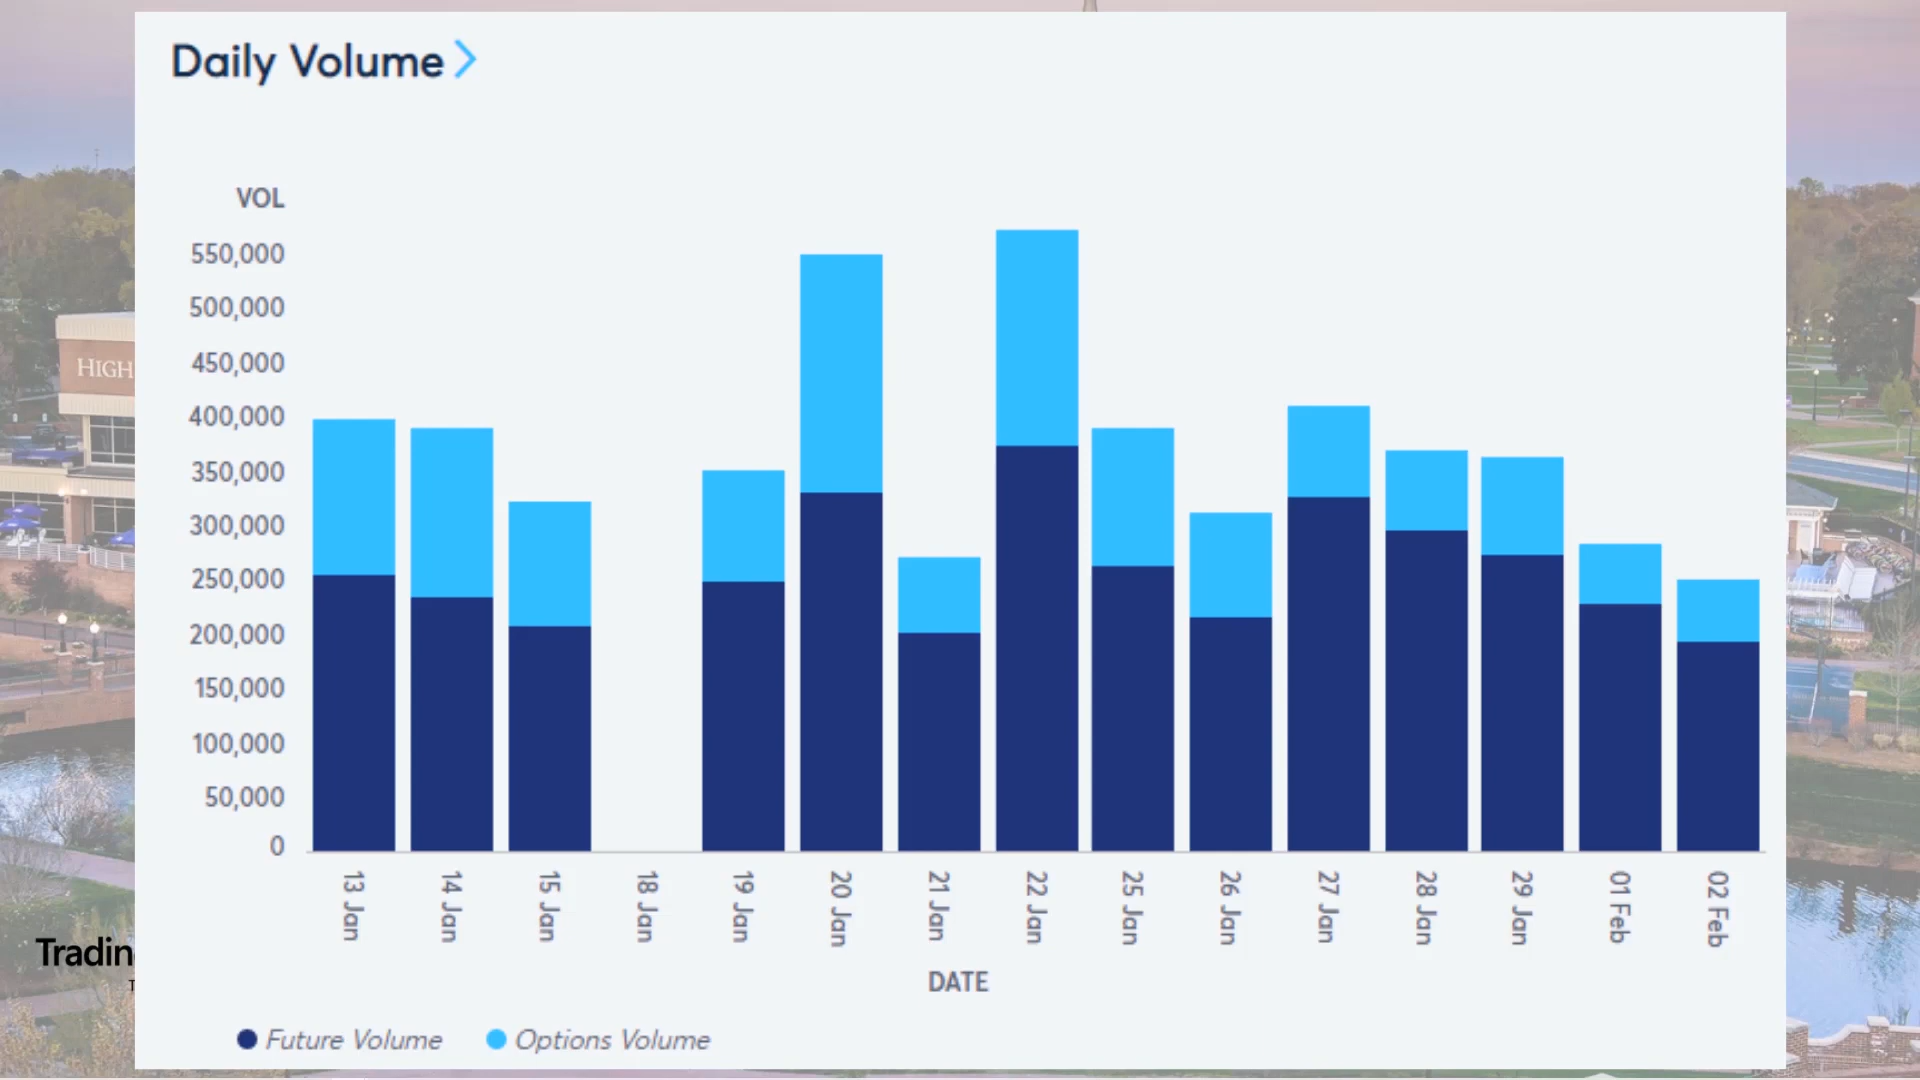 Daily Volume
VOL
550,000
500,000
450,000
400,000
350,000
300,000
250,000
200,000
150,000
100,000
50,000
0
13 Jan
14 Jan
15 Jan
18 Jan
19 Jan
20 Jan
21 Jan
22 Jan
25 Jan
26 Jan
27 Jan
28 Jan
29 Jan
01 Feb
02 Feb
DATE
Future Volume
Options Volume
HIGH
Tradin
T